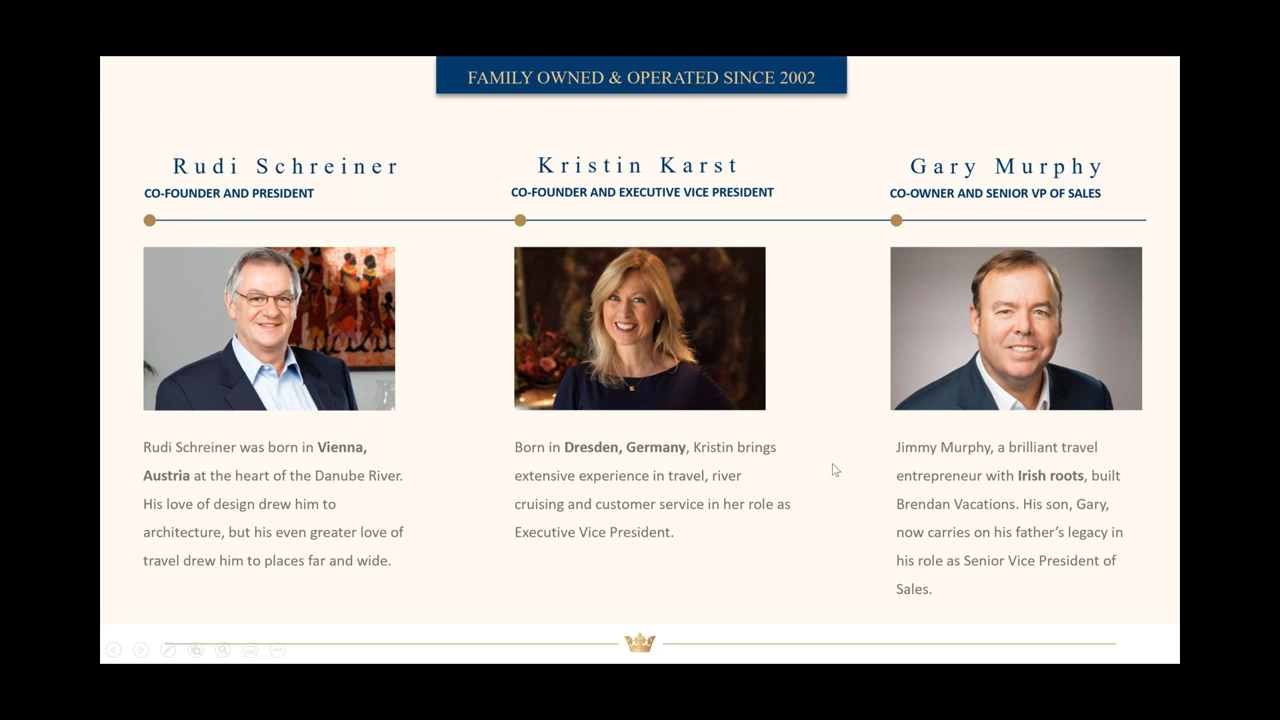 FAMILY OWNED & OPERATED SINCE 2002
Rudi Schreiner
CO-FOUNDER AND PRESIDENT
Rudi Schreiner was born in Vienna,
Austria at the heart of the Danube River.
His love of design drew him to
architecture, but his even greater love of
travel drew him to places far and wide.
Kristin Karst
CO-FOUNDER AND EXECUTIVE VICE PRESIDENT
Born in Dresden, Germany, Kristin brings
extensive experience in travel, river
cruising and customer service in her role as
Executive Vice President.
Gary Murphy
CO-OWNER AND SENIOR VP OF SALES
Jimmy Murphy, a brilliant travel
entrepreneur with Irish roots, built
Brendan Vacations. His son, Gary,
now carries on his father’s legacy in
his role as Senior Vice President of
Sales.